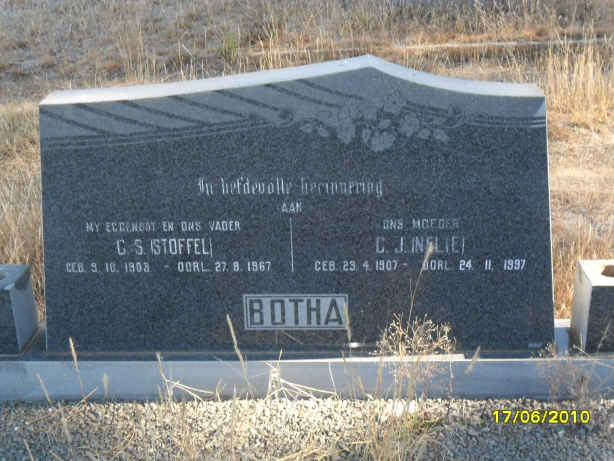 In liefdevolle herinnering
AAN
MY EGGENOOT EN ONS VADER
C. S. (STOFFEL)
GEB. 9. 10. 1903 - OORL. 27. 8. 1967
ONS MOEDER
C. J. (NELLIE)
GEB. 23. 4. 1907 - OORL. 24. 11. 1997
BOTHA
17/06/2010